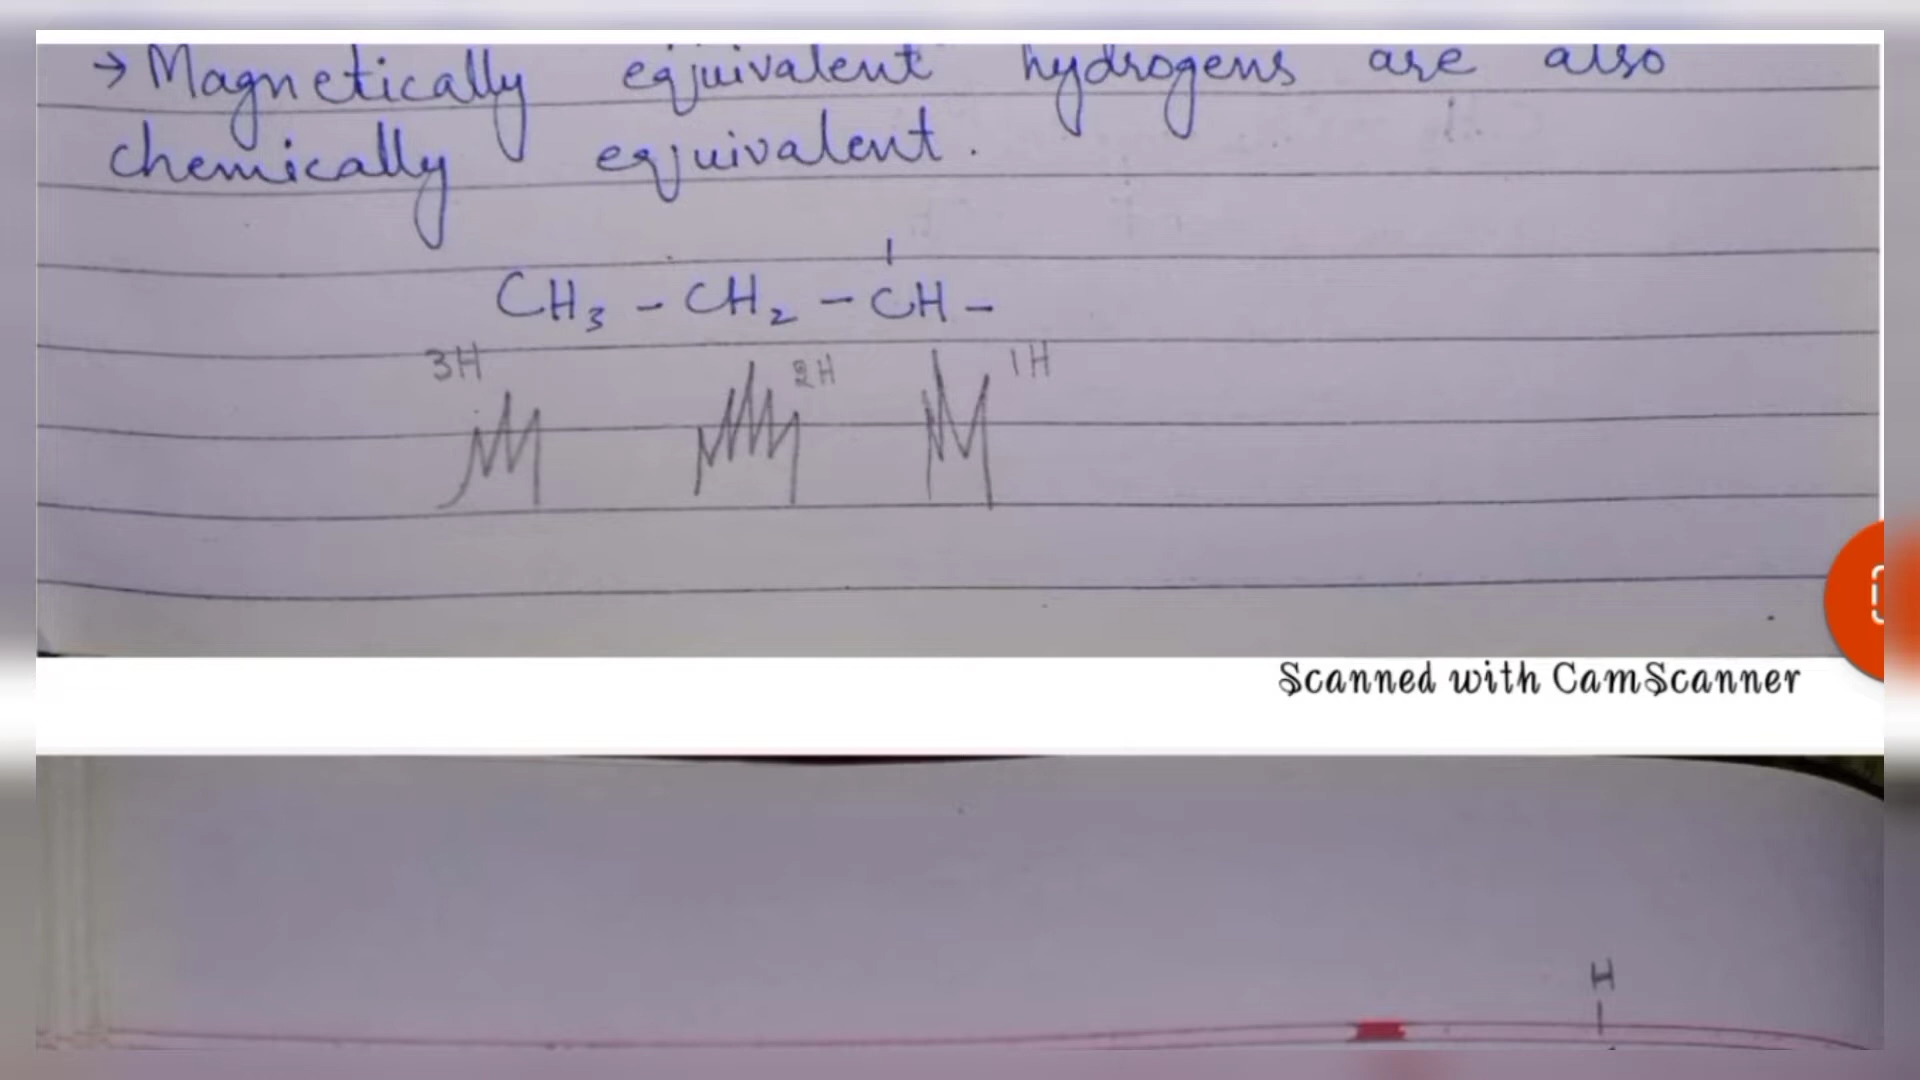 → Magnetically equivalent hydrogens are also
chemically equivalent.
CH₃ - CH₂ - CH -
3H 2H 1H
Scanned with CamScanner
H